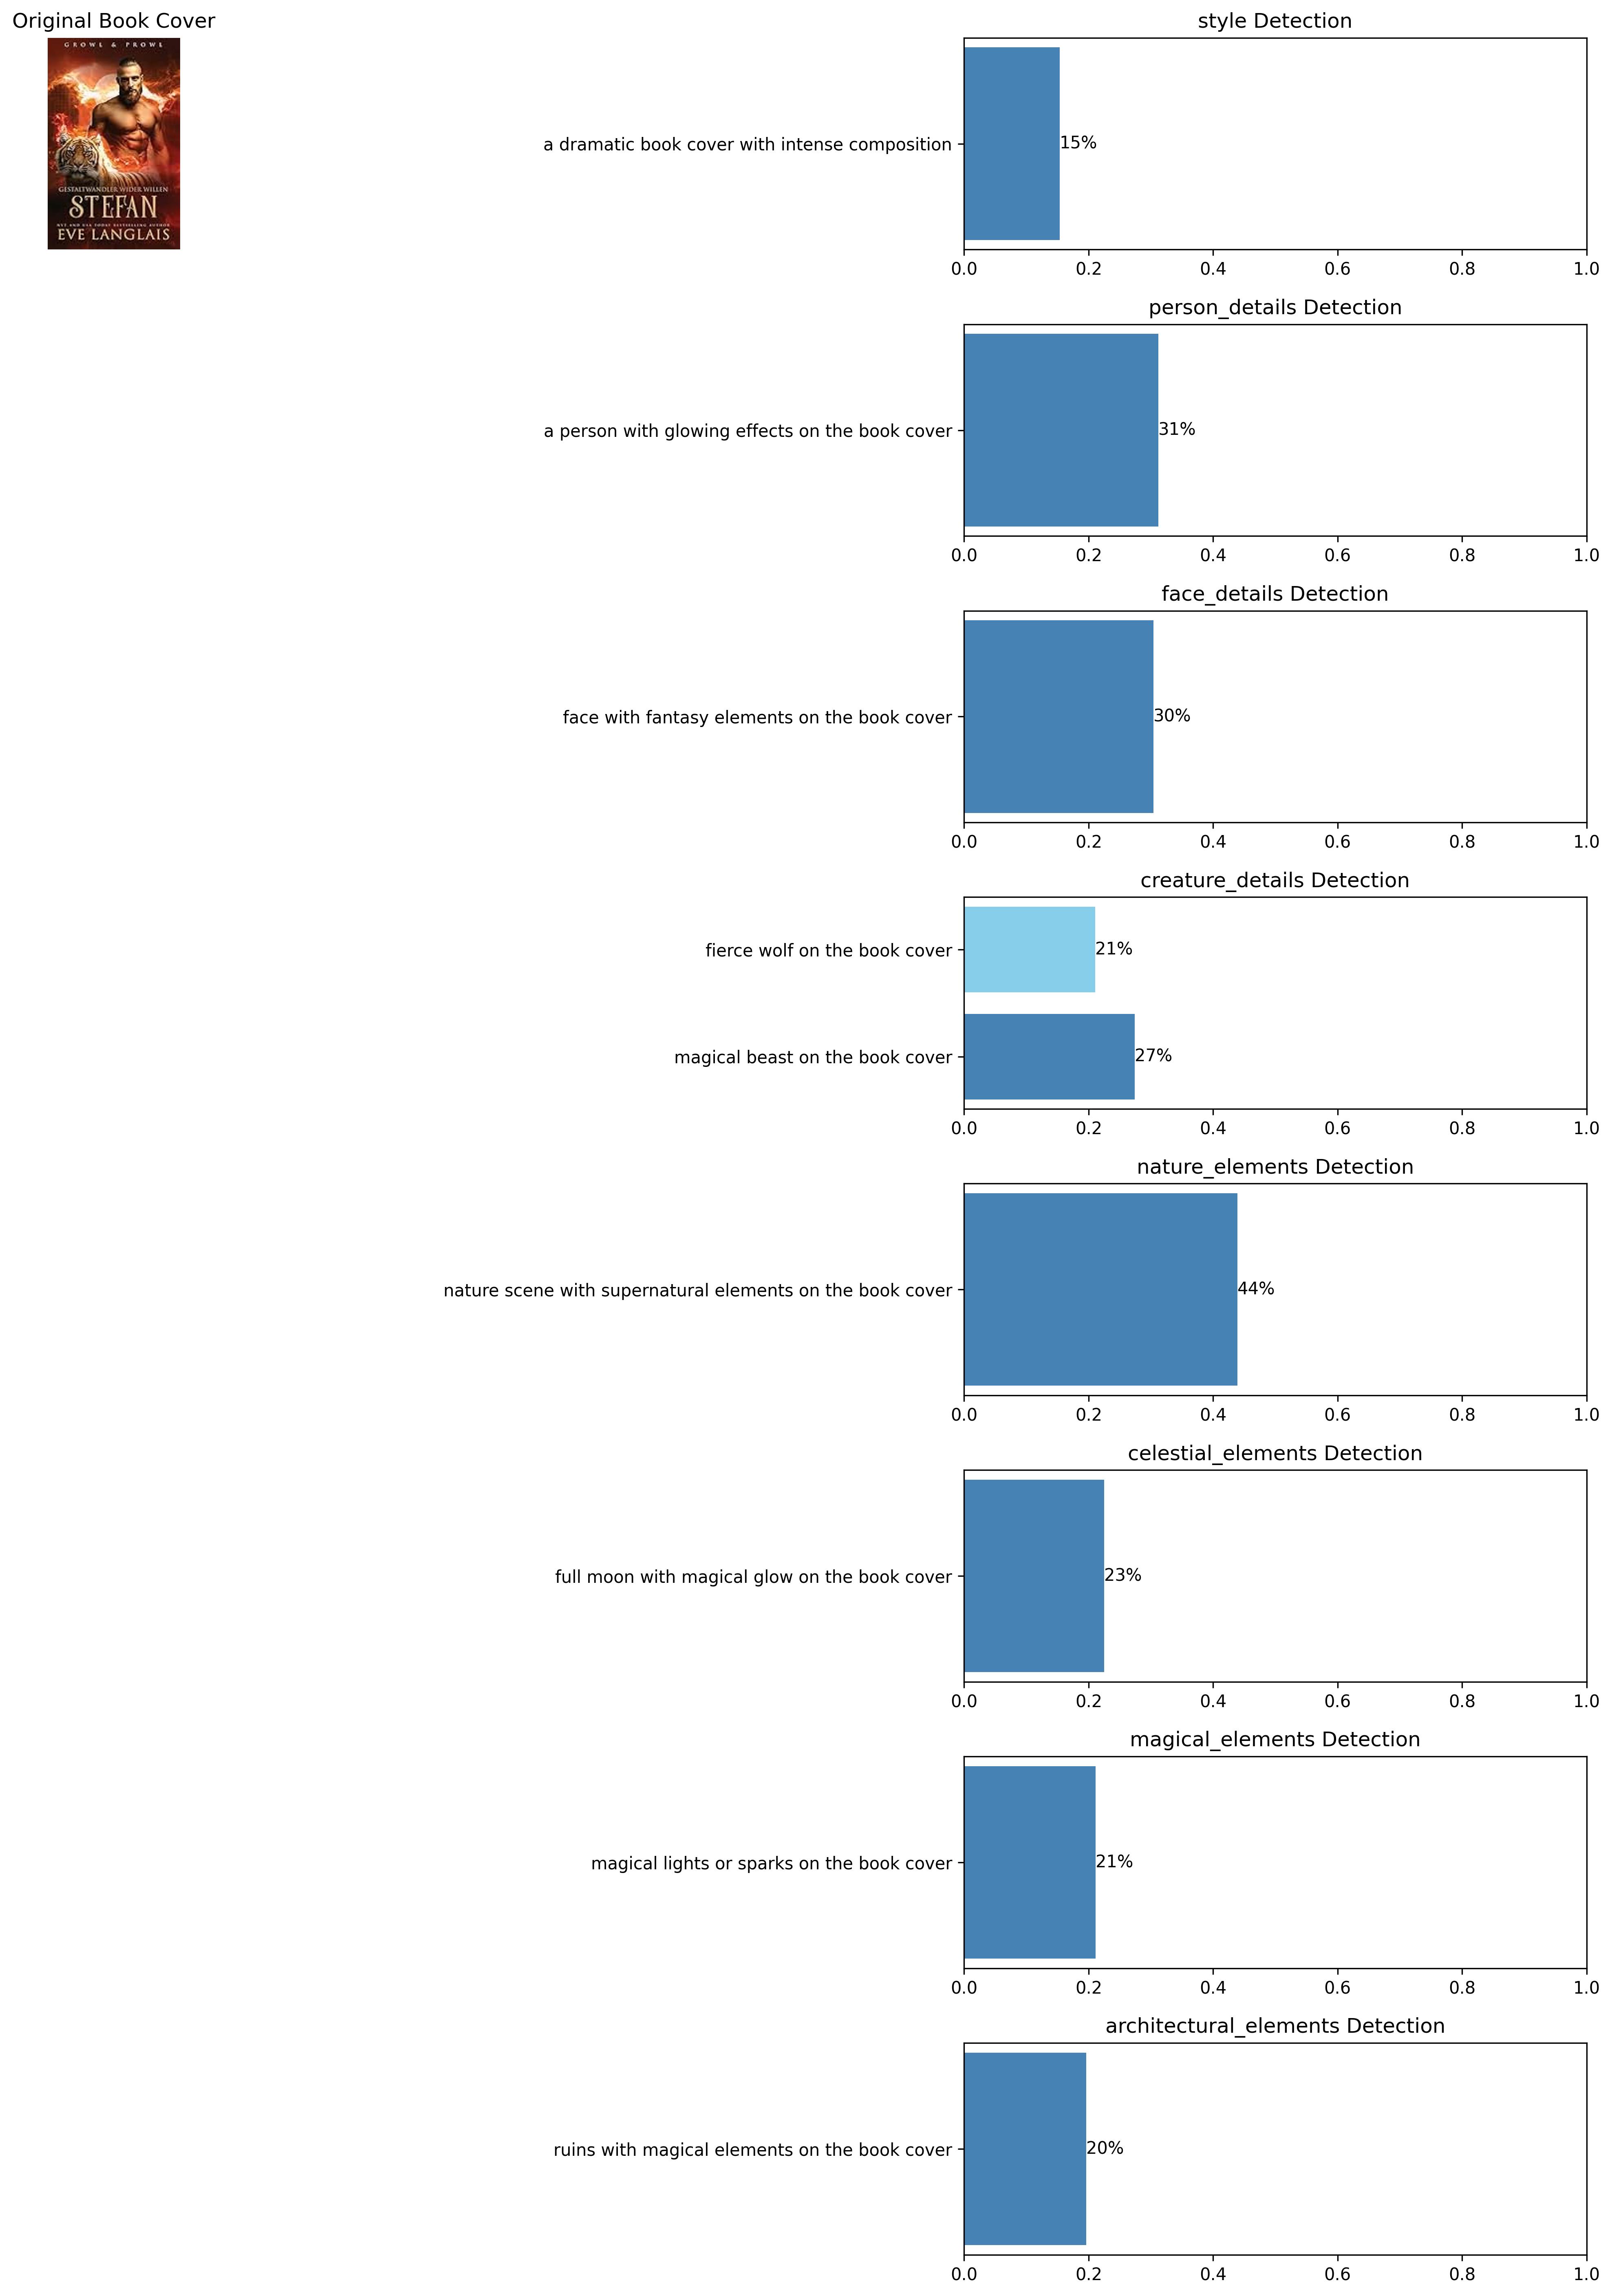 Original Book Cover
GROWL & PROWL
GESTALTWANDLER WIDER WILLEN
STEFAN
NYT AND USA TODAY BESTSELLING AUTHOR
EVE LANGLAIS
style Detection
a dramatic book cover with intense composition
15%
0.0 0.2 0.4 0.6 0.8 1.0
person_details Detection
a person with glowing effects on the book cover
31%
0.0 0.2 0.4 0.6 0.8 1.0
face_details Detection
face with fantasy elements on the book cover
30%
0.0 0.2 0.4 0.6 0.8 1.0
creature_details Detection
fierce wolf on the book cover
21%
magical beast on the book cover
27%
0.0 0.2 0.4 0.6 0.8 1.0
nature_elements Detection
nature scene with supernatural elements on the book cover
44%
0.0 0.2 0.4 0.6 0.8 1.0
celestial_elements Detection
full moon with magical glow on the book cover
23%
0.0 0.2 0.4 0.6 0.8 1.0
magical_elements Detection
magical lights or sparks on the book cover
21%
0.0 0.2 0.4 0.6 0.8 1.0
architectural_elements Detection
ruins with magical elements on the book cover
20%
0.0 0.2 0.4 0.6 0.8 1.0